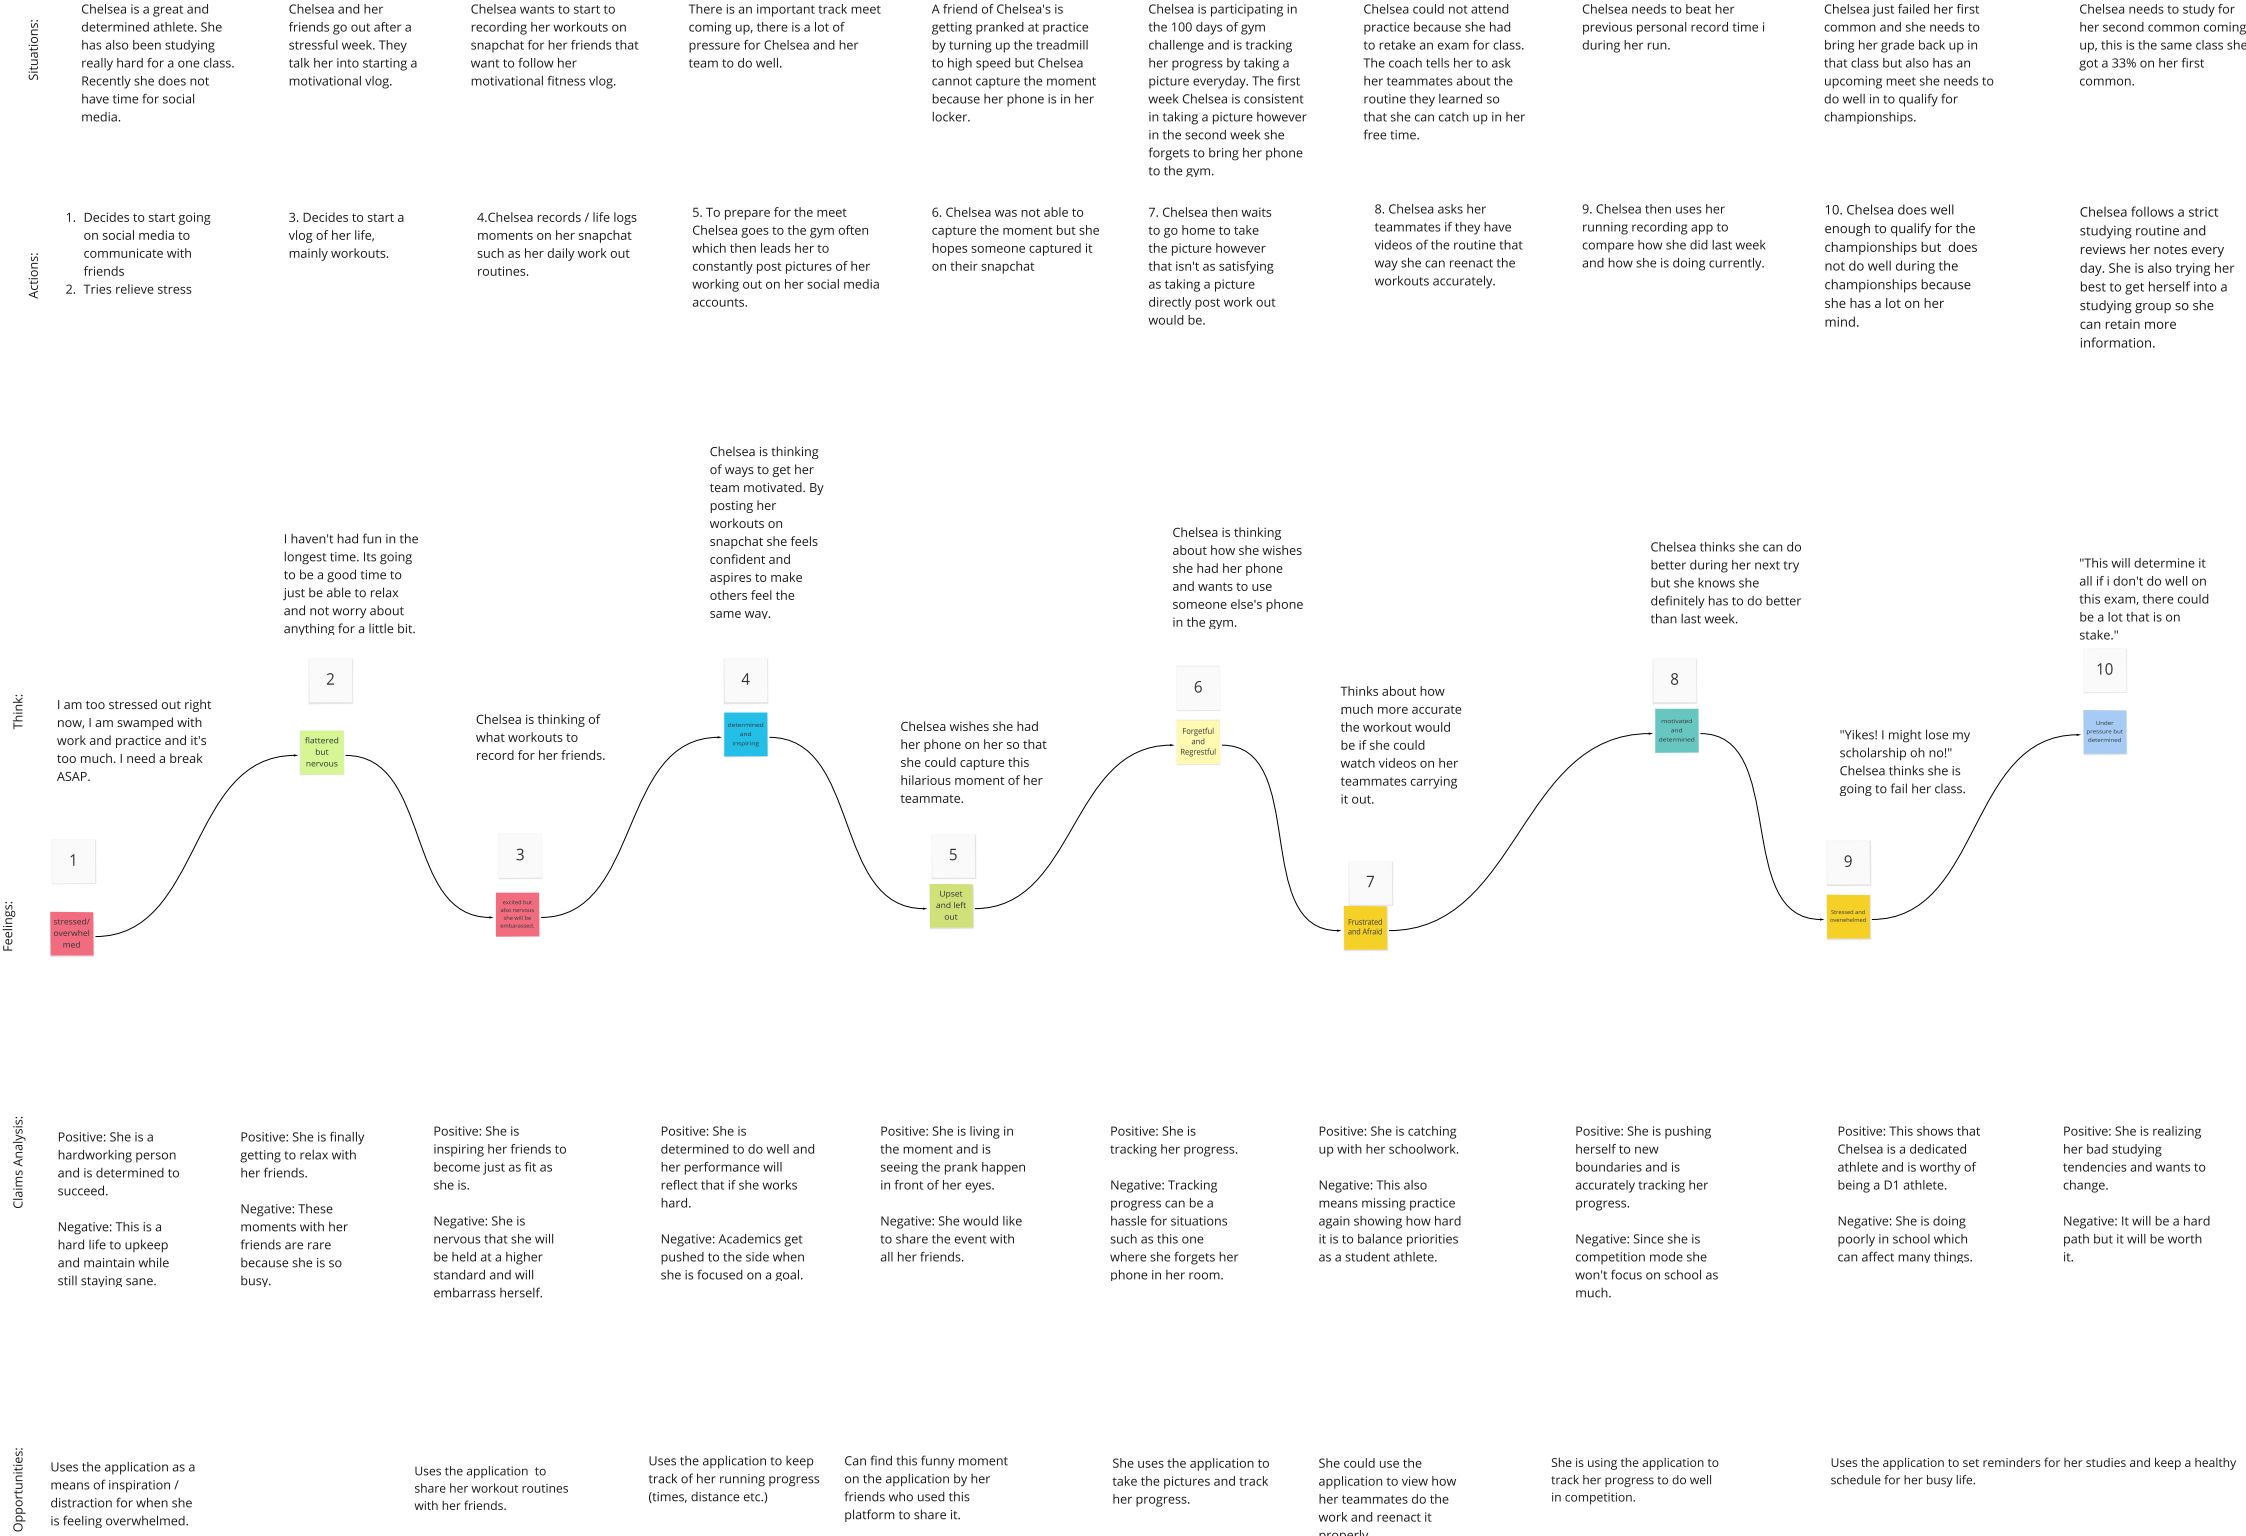 Situations:
Chelsea is a great and
determined athlete. She
has also been studying
really hard for a one class.
Recently she does not
have time for social
media.
Chelsea and her
friends go out after a
stressful week. They
talk her into starting a
motivational vlog.
Chelsea wants to start to
recording her workouts on
snapchat for her friends that
want to follow her
motivational fitness vlog.
There is an important track meet
coming up, there is a lot of
pressure for Chelsea and her
team to do well.
A friend of Chelsea's is
getting pranked at practice
by turning up the treadmill
to high speed but Chelsea
cannot capture the moment
because her phone is in her
locker.
Chelsea is participating in
the 100 days of gym
challenge and is tracking
her progress by taking a
picture everyday. The first
week Chelsea is consistent
in taking a picture however
in the second week she
forgets to bring her phone
to the gym.
Chelsea could not attend
practice because she had
to retake an exam for class.
The coach tells her to ask
her teammates about the
routine they learned so
that she can catch up in her
free time.
Chelsea needs to beat her
previous personal record time i
during her run.
Chelsea just failed her first
common and she needs to
bring her grade back up in
that class but also has an
upcoming meet she needs to
do well in to qualify for
championships.
Chelsea needs to study for
her second common coming
up, this is the same class she
got a 33% on her first
common.
Actions:
1. Decides to start going
on social media to
communicate with
friends
2. Tries relieve stress
3. Decides to start a
vlog of her life,
mainly workouts.
4.Chelsea records / life logs
moments on her snapchat
such as her daily work out
routines.
5. To prepare for the meet
Chelsea goes to the gym often
which then leads her to
constantly post pictures of her
working out on her social media
accounts.
6. Chelsea was not able to
capture the moment but she
hopes someone captured it
on their snapchat
7. Chelsea then waits
to go home to take
the picture however
that isn't as satisfying
as taking a picture
directly post work out
would be.
8. Chelsea asks her
teammates if they have
videos of the routine that
way she can reenact the
workouts accurately.
9. Chelsea then uses her
running recording app to
compare how she did last week
and how she is doing currently.
10. Chelsea does well
enough to qualify for the
championships but does
not do well during the
championships because
she has a lot on her
mind.
Chelsea follows a strict
studying routine and
reviews her notes every
day. She is also trying her
best to get herself into a
studying group so she
can retain more
information.
Think:
I am too stressed out right
now, I am swamped with
work and practice and it's
too much. I need a break
ASAP.
I haven't had fun in the
longest time. Its going
to be a good time to
just be able to relax
and not worry about
anything for a little bit.
Chelsea is thinking of
what workouts to
record for her friends.
Chelsea is thinking
of ways to get her
team motivated. By
posting her
workouts on
snapchat she feels
confident and
aspires to make
others feel the
same way.
Chelsea wishes she had
her phone on her so that
she could capture this
hilarious moment of her
teammate.
Chelsea is thinking
about how she wishes
she had her phone
and wants to use
someone else's phone
in the gym.
Thinks about how
much more accurate
the workout would
be if she could
watch videos on her
teammates carrying
it out.
Chelsea thinks she can do
better during her next try
but she knows she
definitely has to do better
than last week.
"Yikes! I might lose my
scholarship oh no!"
Chelsea thinks she is
going to fail her class.
"This will determine it
all if i don't do well on
this exam, there could
be a lot that is on
stake."
Feelings:
1
stressed/
overwhel
med
2
flattered
but
nervous
3
excited but
also nervous
she will be
embarassed.
4
determined
and
inspiring
5
Upset
and left
out
6
Forgetful
and
Regrestful
7
Frustrated
and Afraid
8
motivated
and
determined
9
Stressed and
overehelmed
10
Under
pressure but
determined
Claims Analysis:
Positive: She is a
hardworking person
and is determined to
succeed.
Negative: This is a
hard life to upkeep
and maintain while
still staying sane.
Positive: She is finally
getting to relax with
her friends.
Negative: These
moments with her
friends are rare
because she is so
busy.
Positive: She is
inspiring her friends to
become just as fit as
she is.
Negative: She is
nervous that she will
be held at a higher
standard and will
embarrass herself.
Positive: She is
determined to do well and
her performance will
reflect that if she works
hard.
Negative: Academics get
pushed to the side when
she is focused on a goal.
Positive: She is living in
the moment and is
seeing the prank happen
in front of her eyes.
Negative: She would like
to share the event with
all her friends.
Positive: She is
tracking her progress.
Negative: Tracking
progress can be a
hassle for situations
such as this one
where she forgets her
phone in her room.
Positive: She is catching
up with her schoolwork.
Negative: This also
means missing practice
again showing how hard
it is to balance priorities
as a student athlete.
Positive: She is pushing
herself to new
boundaries and is
accurately tracking her
progress.
Negative: Since she is
competition mode she
won't focus on school as
much.
Positive: This shows that
Chelsea is a dedicated
athlete and is worthy of
being a D1 athlete.
Negative: She is doing
poorly in school which
can affect many things.
Positive: She is realizing
her bad studying
tendencies and wants to
change.
Negative: It will be a hard
path but it will be worth
it.
Opportunities:
Uses the application as a
means of inspiration /
distraction for when she
is feeling overwhelmed.
Uses the application to
share her workout routines
with her friends.
Uses the application to keep
track of her running progress
(times, distance etc.)
Can find this funny moment
on the application by her
friends who used this
platform to share it.
She uses the application to
take the pictures and track
her progress.
She could use the
application to view how
her teammates do the
work and reenact it
properly
She is using the application to
track her progress to do well
in competition.
Uses the application to set reminders for her studies and keep a healthy
schedule for her busy life.